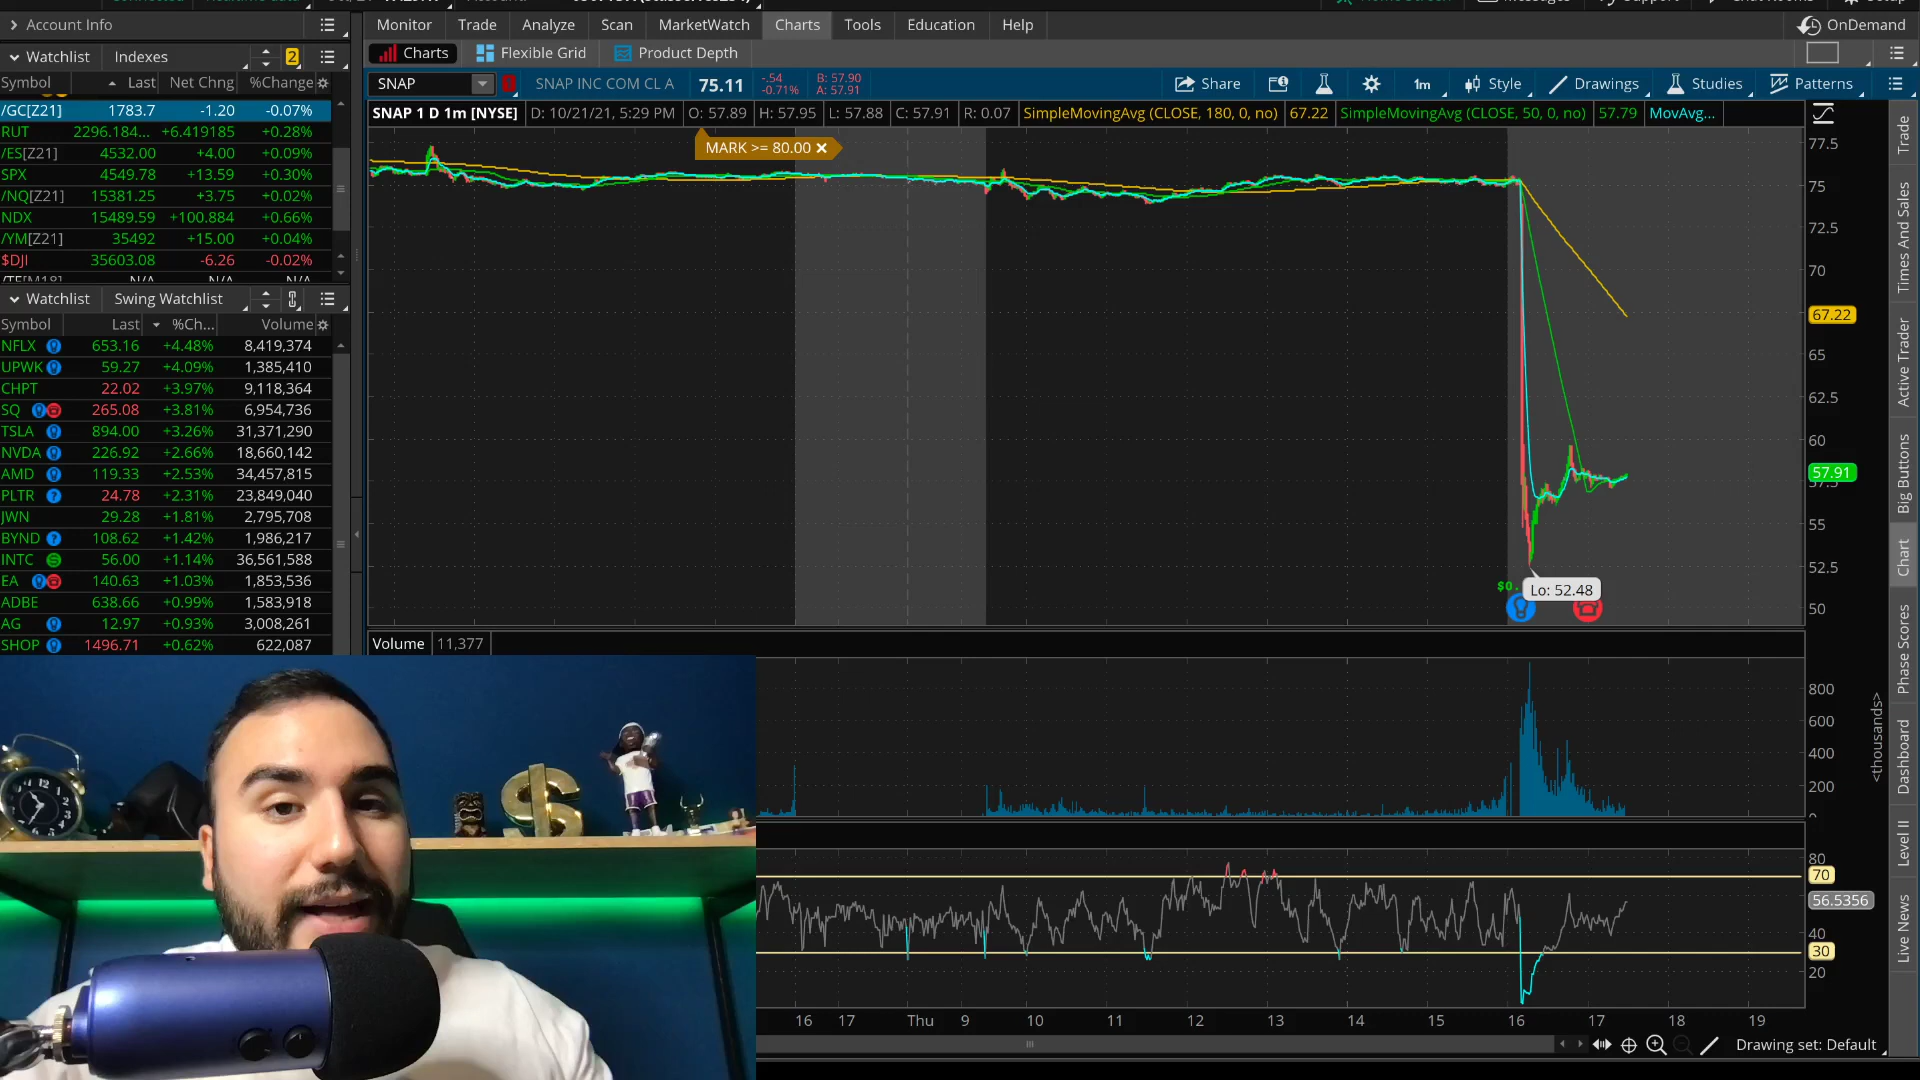 Account Info
Monitor Trade Analyze Scan MarketWatch Charts Tools Education Help OnDemand
Watchlist Indexes 2
Charts Flexible Grid Product Depth
Symbol Last Net Chng %Change
SNAP SNAP INC COM CL A 75.11 -.54 -0.71% B: 57.90 A: 57.91 Share 1m Style Drawings Studies Patterns
SNAP 1 D 1m [NYSE] D: 10/21/21, 5:29 PM O: 57.89 H: 57.95 L: 57.88 C: 57.91 R: 0.07 SimpleMovingAvg (CLOSE, 180, 0, no) 67.22 SimpleMovingAvg (CLOSE, 50, 0, no) 57.79 MovAvg...
MARK >= 80.00
/GC[Z21] 1783.7 -1.20 -0.07%
RUT 2296.184... +6.419185 +0.28%
/ES[Z21] 4532.00 +4.00 +0.09%
SPX 4549.78 +13.59 +0.30%
/NQ[Z21] 15381.25 +3.75 +0.02%
NDX 15489.59 +100.884 +0.66%
/YM[Z21] 35492 +15.00 +0.04%
$DJI 35603.08 -6.26 -0.02%
Watchlist Swing Watchlist
Symbol Last %Ch... Volume
NFLX 653.16 +4.48% 8,419,374
UPWK 59.27 +4.09% 1,385,410
CHPT 22.02 +3.97% 9,118,364
SQ 265.08 +3.81% 6,954,736
TSLA 894.00 +3.26% 31,371,290
NVDA 226.92 +2.66% 18,660,142
AMD 119.33 +2.53% 34,457,815
PLTR 24.78 +2.31% 23,849,040
JWN 29.28 +1.81% 2,795,708
BYND 108.62 +1.42% 1,986,217
INTC 56.00 +1.14% 36,561,588
EA 140.63 +1.03% 1,853,536
ADBE 638.66 +0.99% 1,583,918
AG 12.97 +0.93% 3,008,261
SHOP 1496.71 +0.62% 622,087
77.5
75
72.5
70
67.22
65
62.5
60
57.91
55
52.5
50
$0.
Lo: 52.48
Volume 11,377
800
600
400
200
<thousands>
80
70
56.5356
40
30
20
16 17 Thu 9 10 11 12 13 14 15 16 17 18 19
Drawing set: Default
Trade
Times And Sales
Active Trader
Big Buttons
Chart
Phase Scores
Dashboard
Level II
Live News